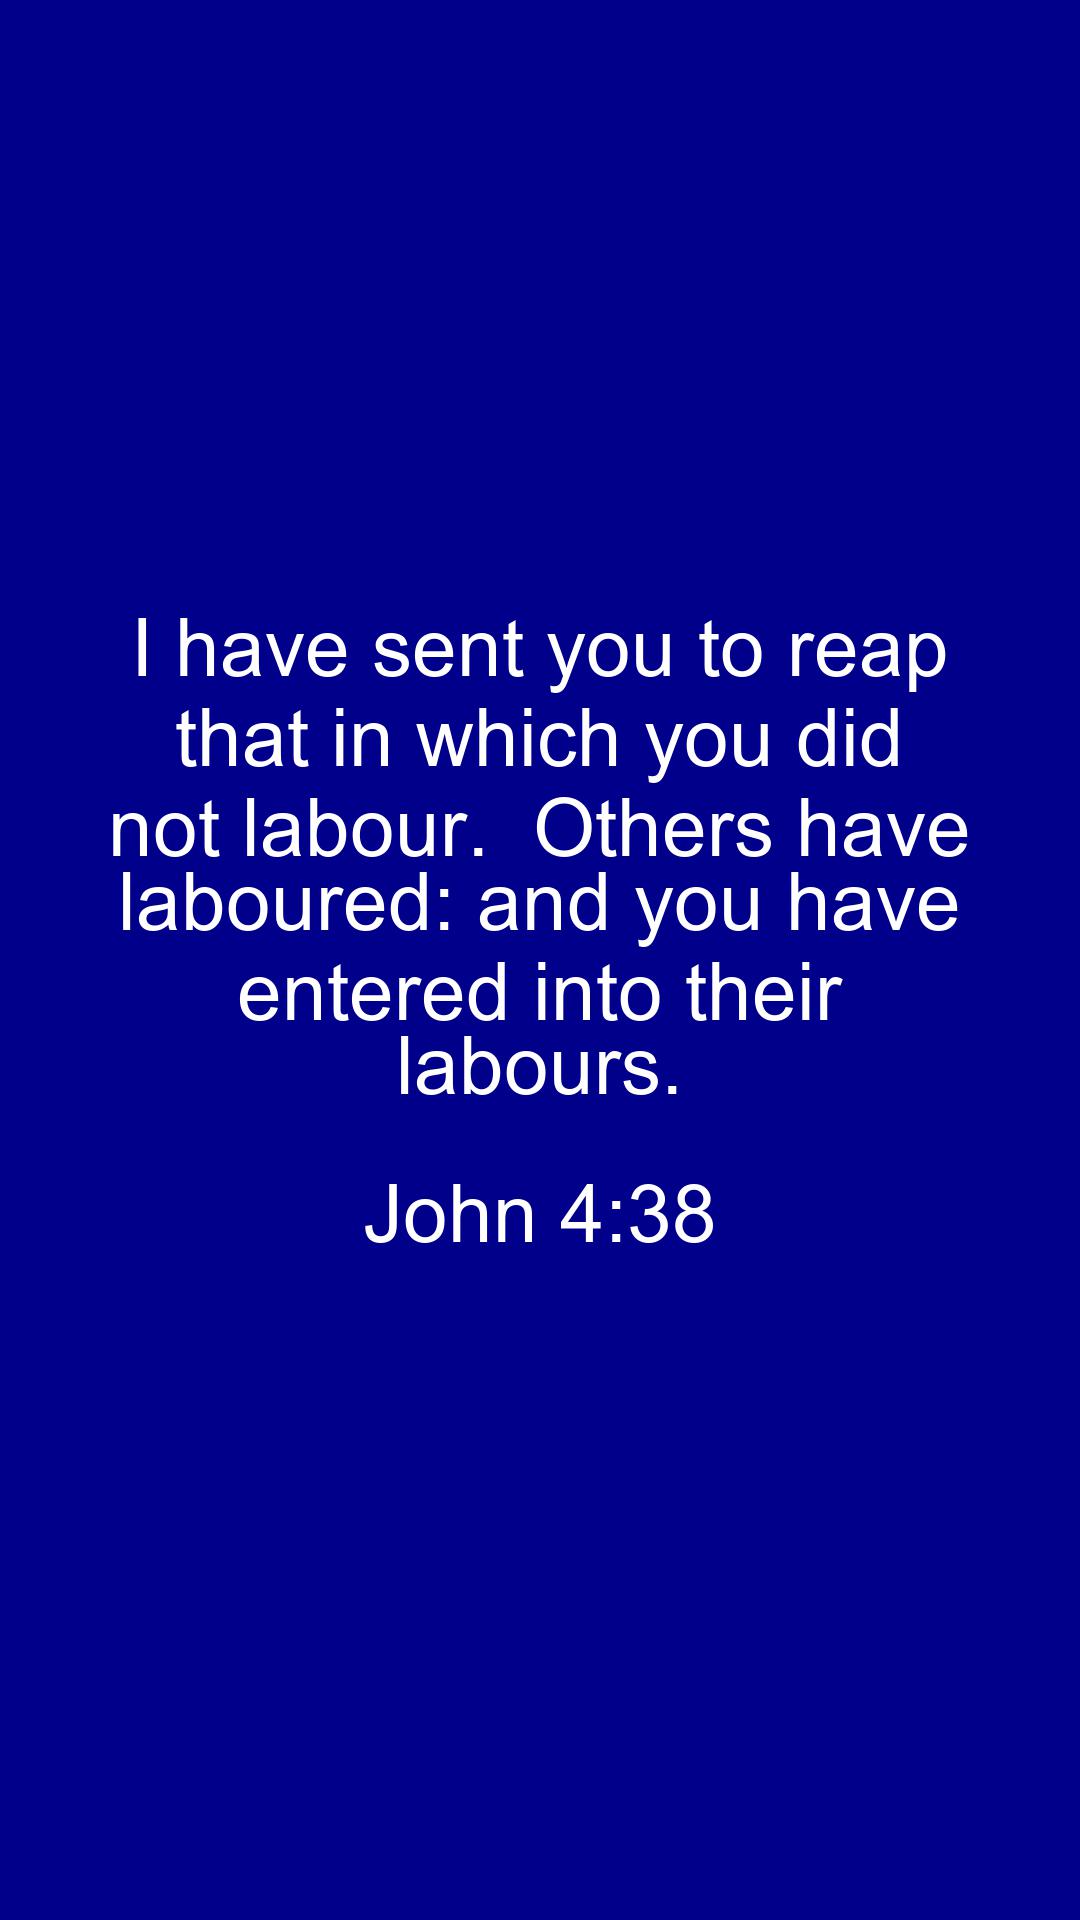 I have sent you to reap
that in which you did
not labour.  Others have
laboured: and you have
entered into their
labours.
John 4:38